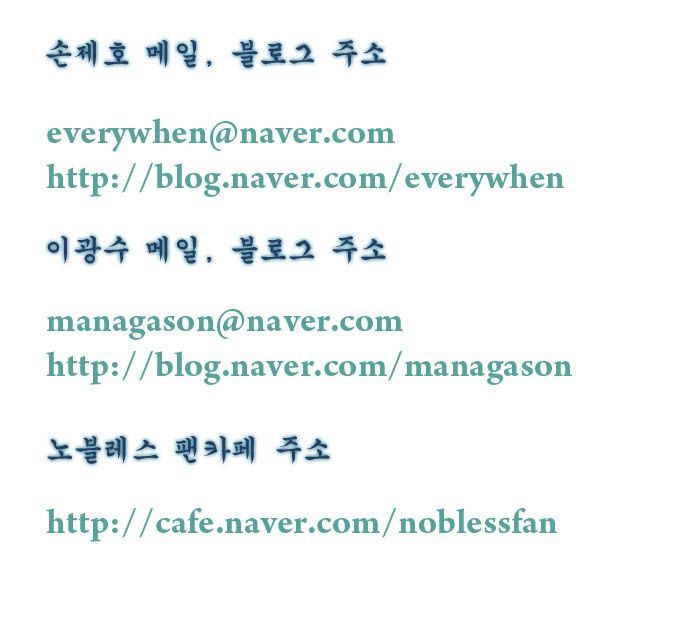 손제호 메일, 블로그 주소
everywhen@naver.com
http://blog.naver.com/everywhen
이광수 메일, 블로그 주소
managason@naver.com
http://blog.naver.com/managason
노블레스 팬카페 주소
http://cafe.naver.com/noblessfan